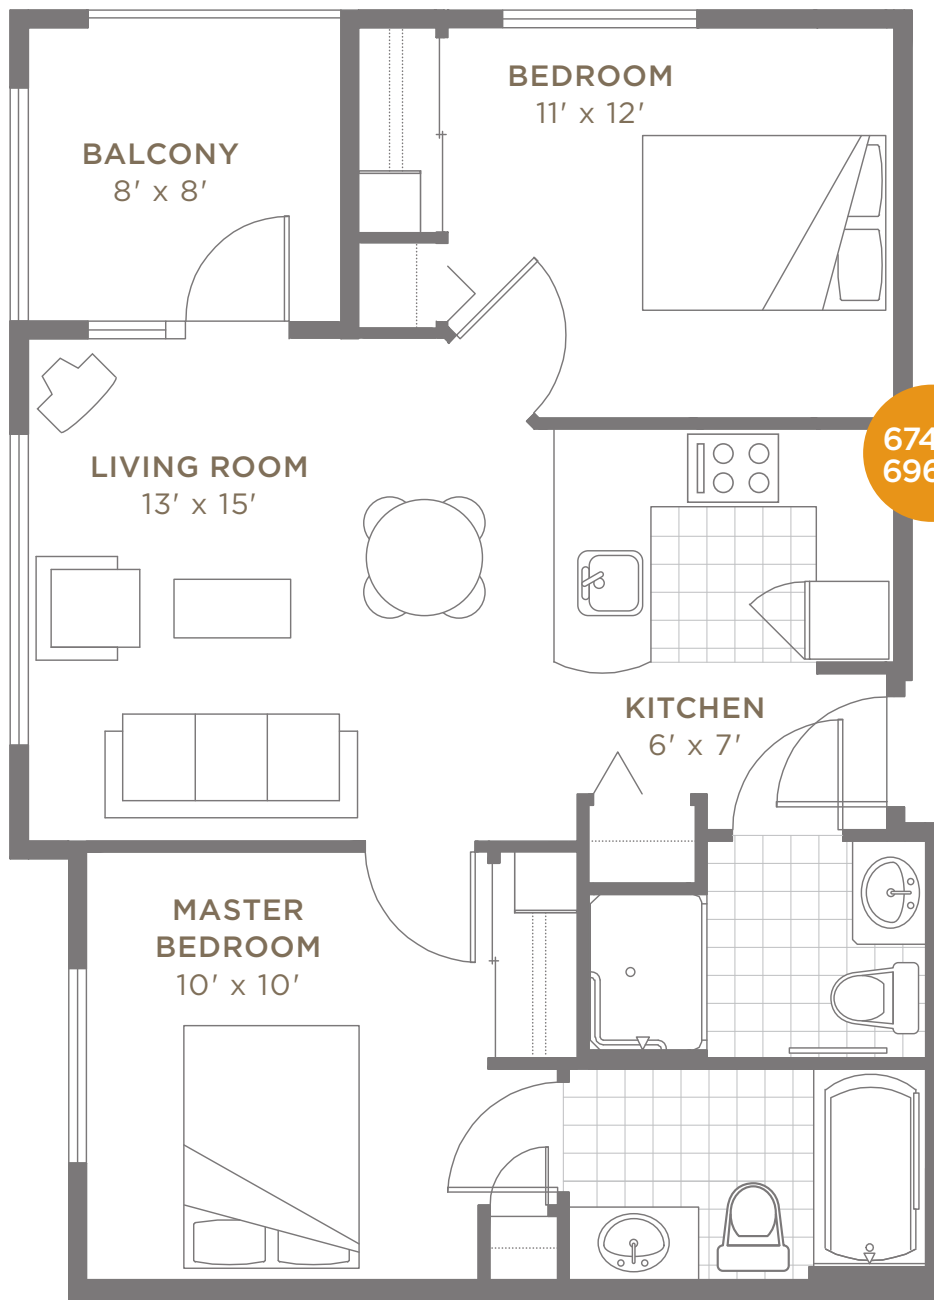 BEDROOM
11' x 12'
BALCONY
8' x 8'
674
696
LIVING ROOM
13' x 15'
KITCHEN
6' x 7'
MASTER
BEDROOM
10' x 10'